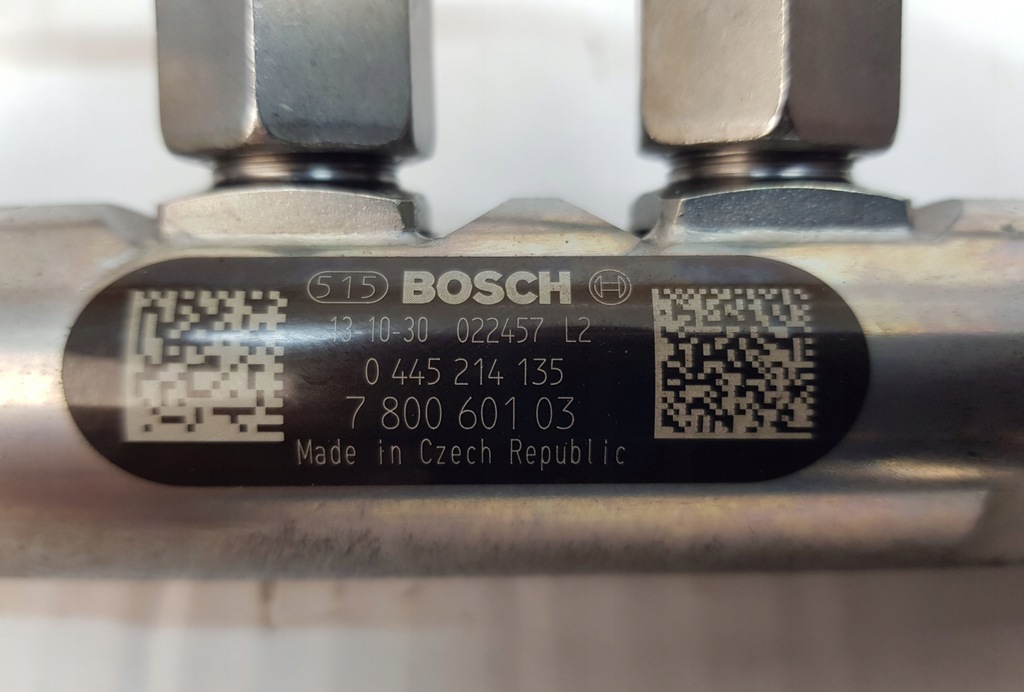 515 BOSCH
13-10-30 022457 L2
0 445 214 135
7 800 601 03
Made in Czech Republic